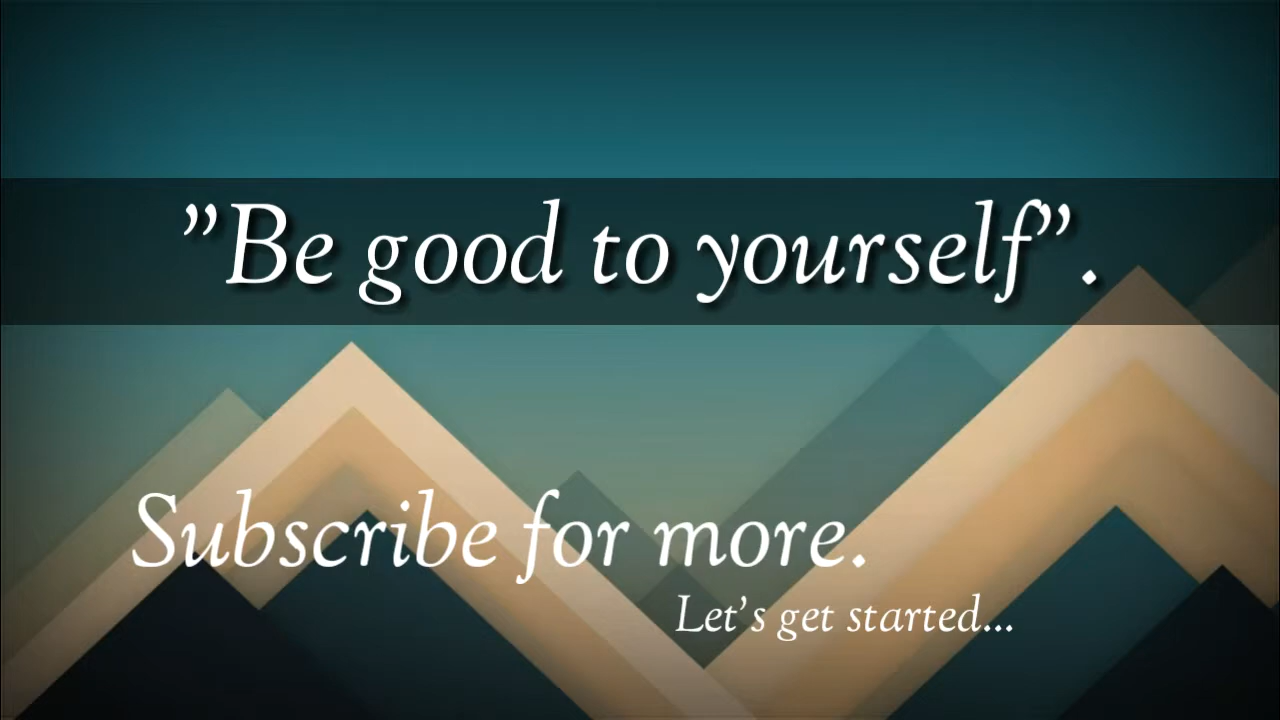 ”Be good to yourself”.
Subscribe for more.
Let’s get started...